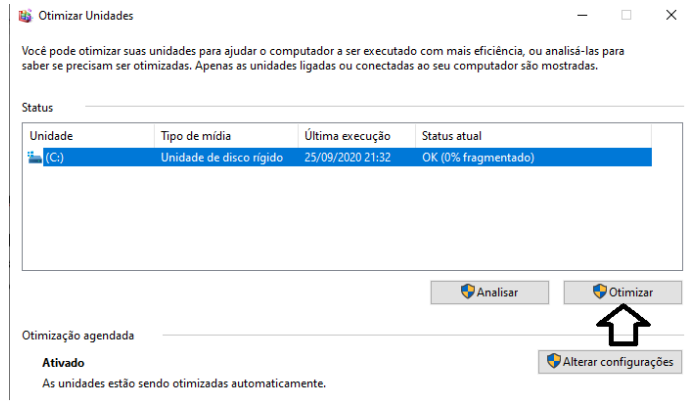 Otimizar Unidades
Você pode otimizar suas unidades para ajudar o computador a ser executado com mais eficiência, ou analisá-las para
saber se precisam ser otimizadas. Apenas as unidades ligadas ou conectadas ao seu computador são mostradas.
Status
Unidade Tipo de mídia Última execução Status atual
(C:) Unidade de disco rígido 25/09/2020 21:32 OK (0% fragmentado)
Analisar Otimizar
Otimização agendada
Ativado Alterar configurações
As unidades estão sendo otimizadas automaticamente.